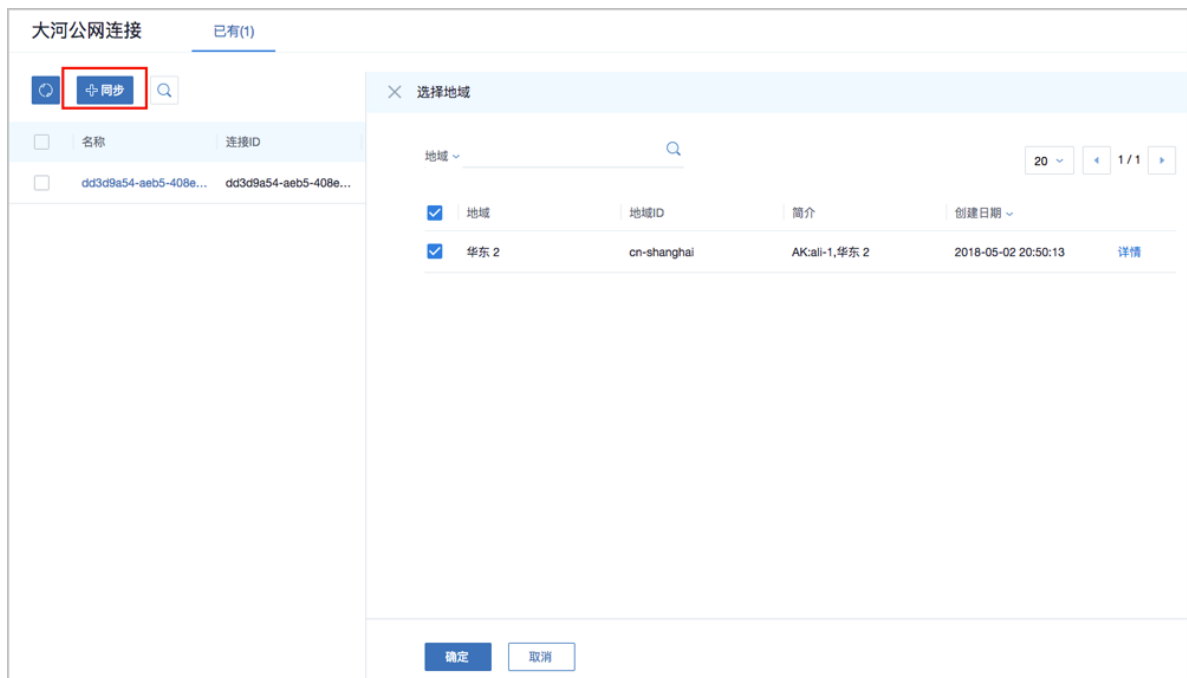 大河公网连接 已有(1)
同步
选择地域
名称 连接ID
地域
20 1 / 1
dd3d9a54-aeb5-408e... dd3d9a54-aeb5-408e...
地域 地域ID 简介 创建日期
华东 2 cn-shanghai AK:ali-1,华东 2 2018-05-02 20:50:13 详情
确定 取消